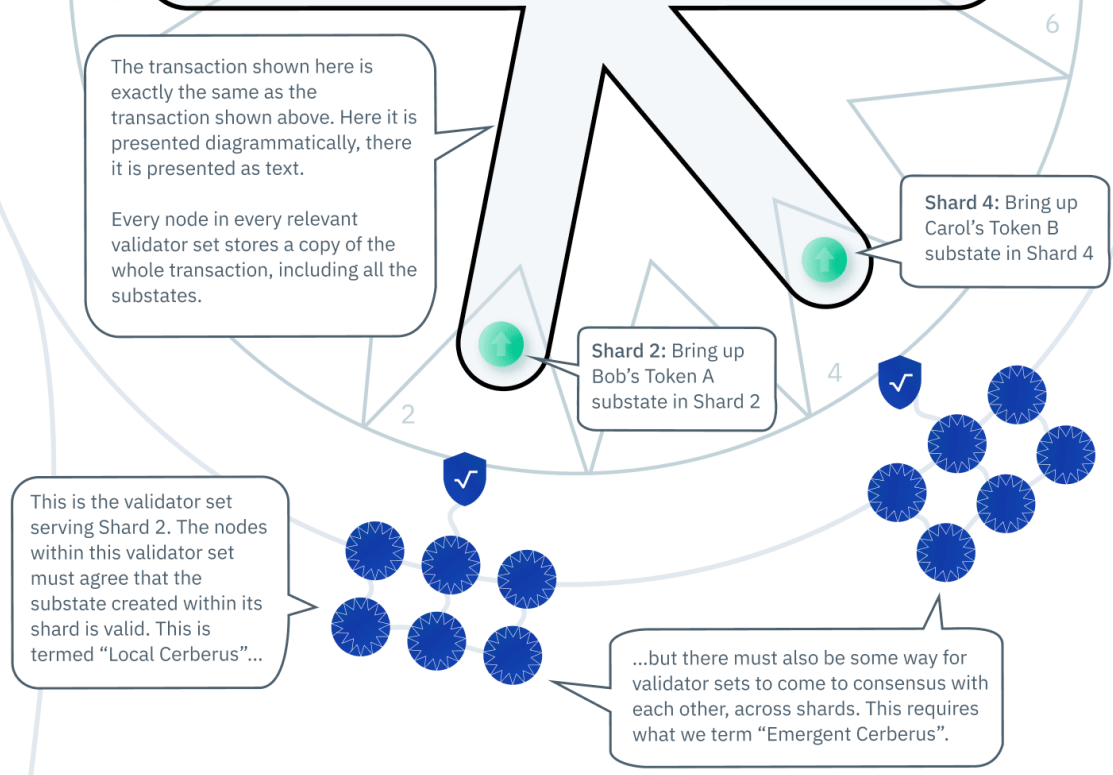 6
The transaction shown here is
exactly the same as the
transaction shown above. Here it is
presented diagrammatically, there
it is presented as text.
Every node in every relevant
validator set stores a copy of the
whole transaction, including all the
substates.
Shard 4: Bring up
Carol's Token B
substate in Shard 4
Shard 2: Bring up
Bob's Token A
substate in Shard 2
4
2
√
√
This is the validator set
serving Shard 2. The nodes
within this validator set
must agree that the
substate created within its
shard is valid. This is
termed “Local Cerberus”...
...but there must also be some way for
validator sets to come to consensus with
each other, across shards. This requires
what we term “Emergent Cerberus”.